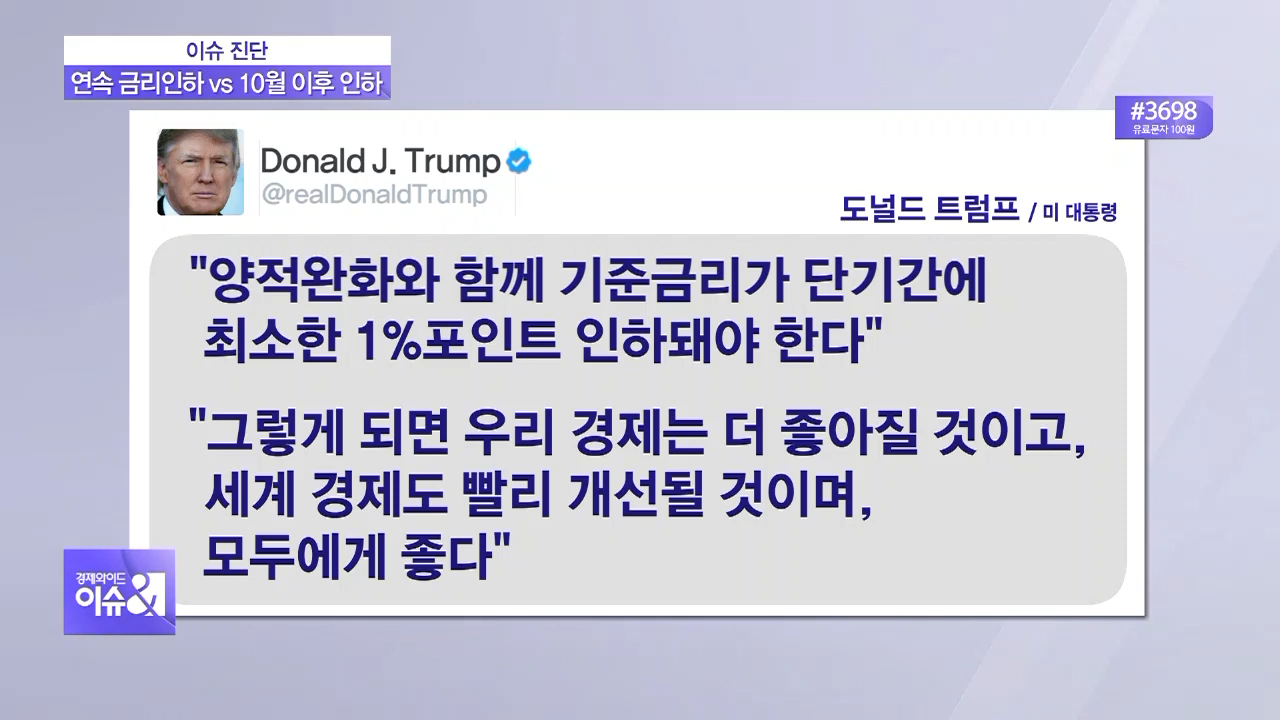 이슈 진단
연속 금리인하 vs 10월 이후 인하
#3698
유료문자 100원
Donald J. Trump
@realDonaldTrump
도널드 트럼프 / 미 대통령
"양적완화와 함께 기준금리가 단기간에
최소한 1%포인트 인하돼야 한다"
"그렇게 되면 우리 경제는 더 좋아질 것이고,
세계 경제도 빨리 개선될 것이며,
모두에게 좋다"
경제와이드
이슈&